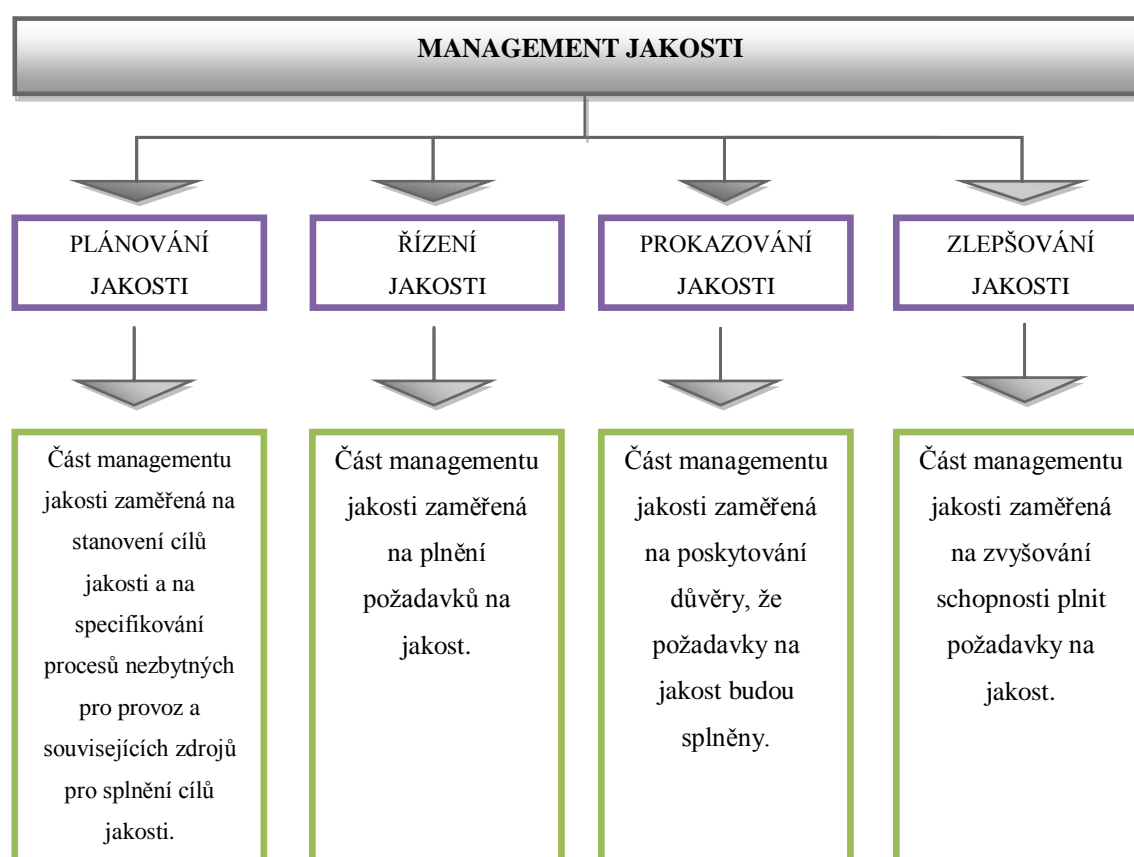 MANAGEMENT JAKOSTI
PLÁNOVÁNÍ
JAKOSTI
ŘÍZENÍ
JAKOSTI
PROKAZOVÁNÍ
JAKOSTI
ZLEPŠOVÁNÍ
JAKOSTI
Část managementu
jakosti zaměřená na
stanovení cílů
jakosti a na
specifikování
procesů nezbytných
pro provoz a
souvisejících zdrojů
pro splnění cílů
jakosti.
Část managementu
jakosti zaměřená
na plnění
požadavků na
jakost.
Část managementu
jakosti zaměřená
na poskytování
důvěry, že
požadavky na
jakost budou
splněny.
Část managementu
jakosti zaměřená
na zvyšování
schopnosti plnit
požadavky na
jakost.